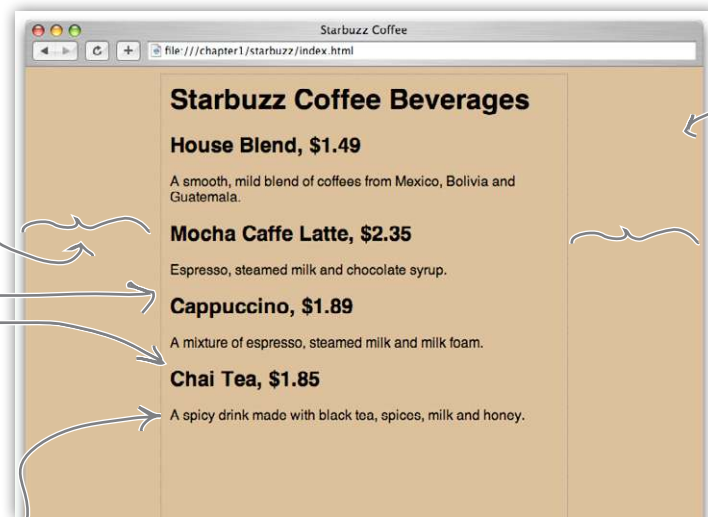 Starbuzz Coffee
file:///chapter1/starbuzz/index.html
Starbuzz Coffee Beverages
House Blend, $1.49
A smooth, mild blend of coffees from Mexico, Bolivia and
Guatemala.
Mocha Caffe Latte, $2.35
Espresso, steamed milk and chocolate syrup.
Cappuccino, $1.89
A mixture of espresso, steamed milk and milk foam.
Chai Tea, $1.85
A spicy drink made with black tea, spices, milk and honey.